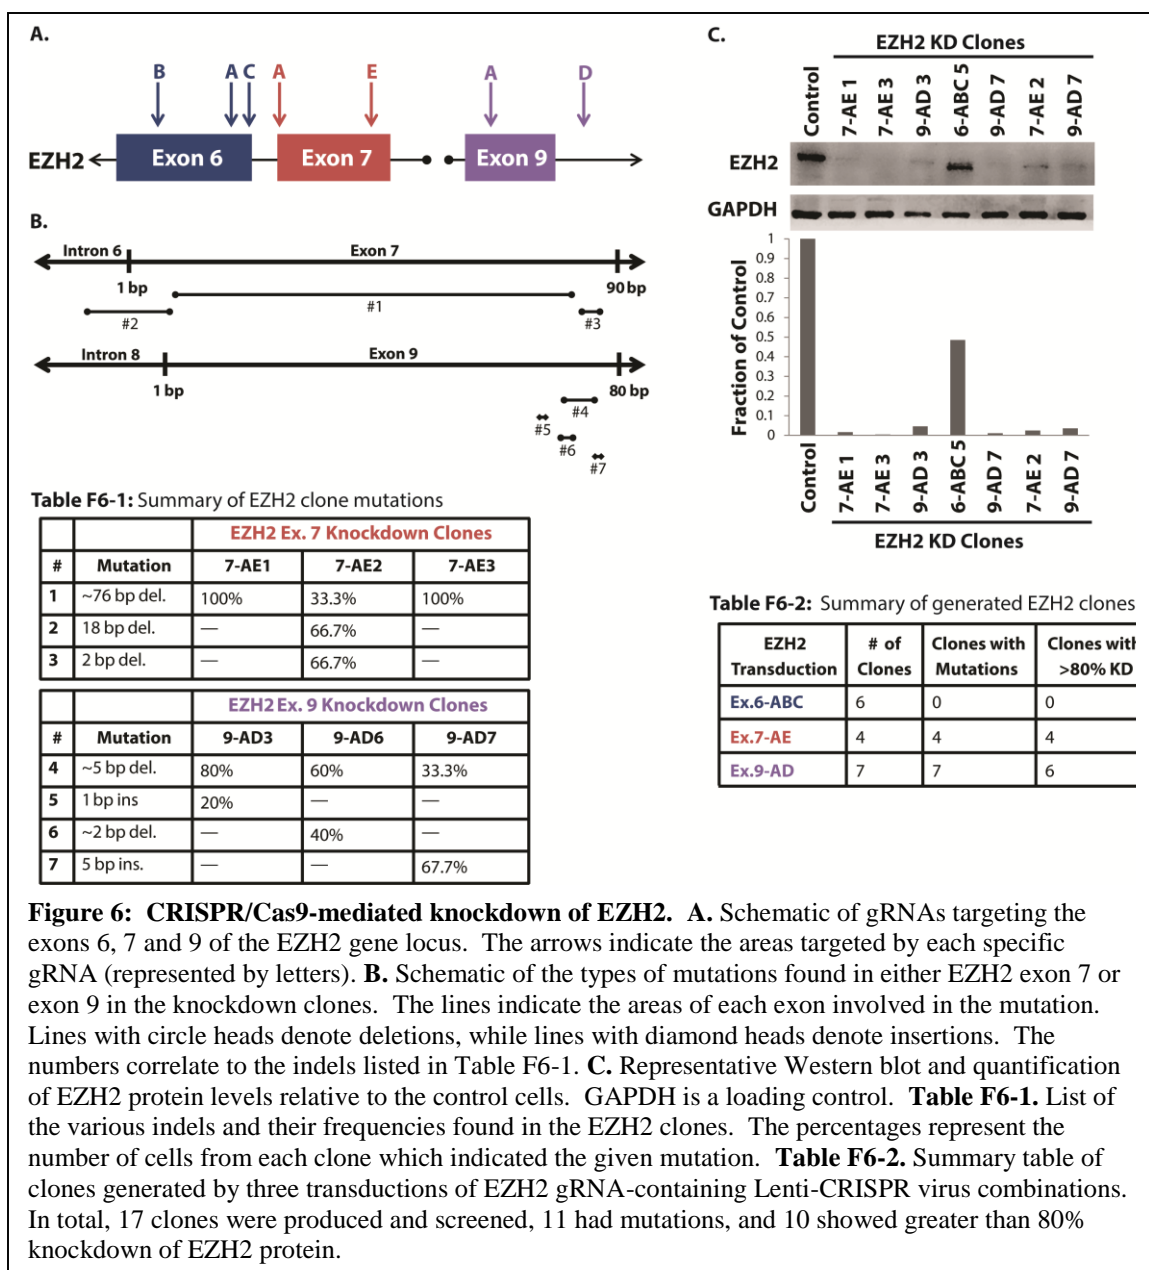 A.
B A C A E A D
EZH2 Exon 6 Exon 7 Exon 9
B.
Intron 6 Exon 7
1 bp 90 bp
#1
#2 #3
Intron 8 Exon 9
1 bp 80 bp
#4
#5
#6
#7
Table F6-1: Summary of EZH2 clone mutations
EZH2 Ex. 7 Knockdown Clones
# Mutation 7-AE1 7-AE2 7-AE3
1 ~76 bp del. 100% 33.3% 100%
2 18 bp del. — 66.7% —
3 2 bp del. — 66.7% —
EZH2 Ex. 9 Knockdown Clones
# Mutation 9-AD3 9-AD6 9-AD7
4 ~5 bp del. 80% 60% 33.3%
5 1 bp ins 20% — —
6 ~2 bp del. — 40% —
7 5 bp ins. — — 67.7%
C.
EZH2 KD Clones
Control 7-AE 1 7-AE 3 9-AD 3 6-ABC 5 9-AD 7 7-AE 2 9-AD 7
EZH2
GAPDH
Fraction of Control
1
0.9
0.8
0.7
0.6
0.5
0.4
0.3
0.2
0.1
0
Control 7-AE 1 7-AE 3 9-AD 3 6-ABC 5 9-AD 7 7-AE 2 9-AD 7
EZH2 KD Clones
Table F6-2: Summary of generated EZH2 clones
EZH2 # of Clones with Clones with
Transduction Clones Mutations >80% KD
Ex.6-ABC 6 0 0
Ex.7-AE 4 4 4
Ex.9-AD 7 7 6
Figure 6: CRISPR/Cas9-mediated knockdown of EZH2. A. Schematic of gRNAs targeting the
exons 6, 7 and 9 of the EZH2 gene locus. The arrows indicate the areas targeted by each specific
gRNA (represented by letters). B. Schematic of the types of mutations found in either EZH2 exon 7 or
exon 9 in the knockdown clones. The lines indicate the areas of each exon involved in the mutation.
Lines with circle heads denote deletions, while lines with diamond heads denote insertions. The
numbers correlate to the indels listed in Table F6-1. C. Representative Western blot and quantification
of EZH2 protein levels relative to the control cells. GAPDH is a loading control. Table F6-1. List of
the various indels and their frequencies found in the EZH2 clones. The percentages represent the
number of cells from each clone which indicated the given mutation. Table F6-2. Summary table of
clones generated by three transductions of EZH2 gRNA-containing Lenti-CRISPR virus combinations.
In total, 17 clones were produced and screened, 11 had mutations, and 10 showed greater than 80%
knockdown of EZH2 protein.